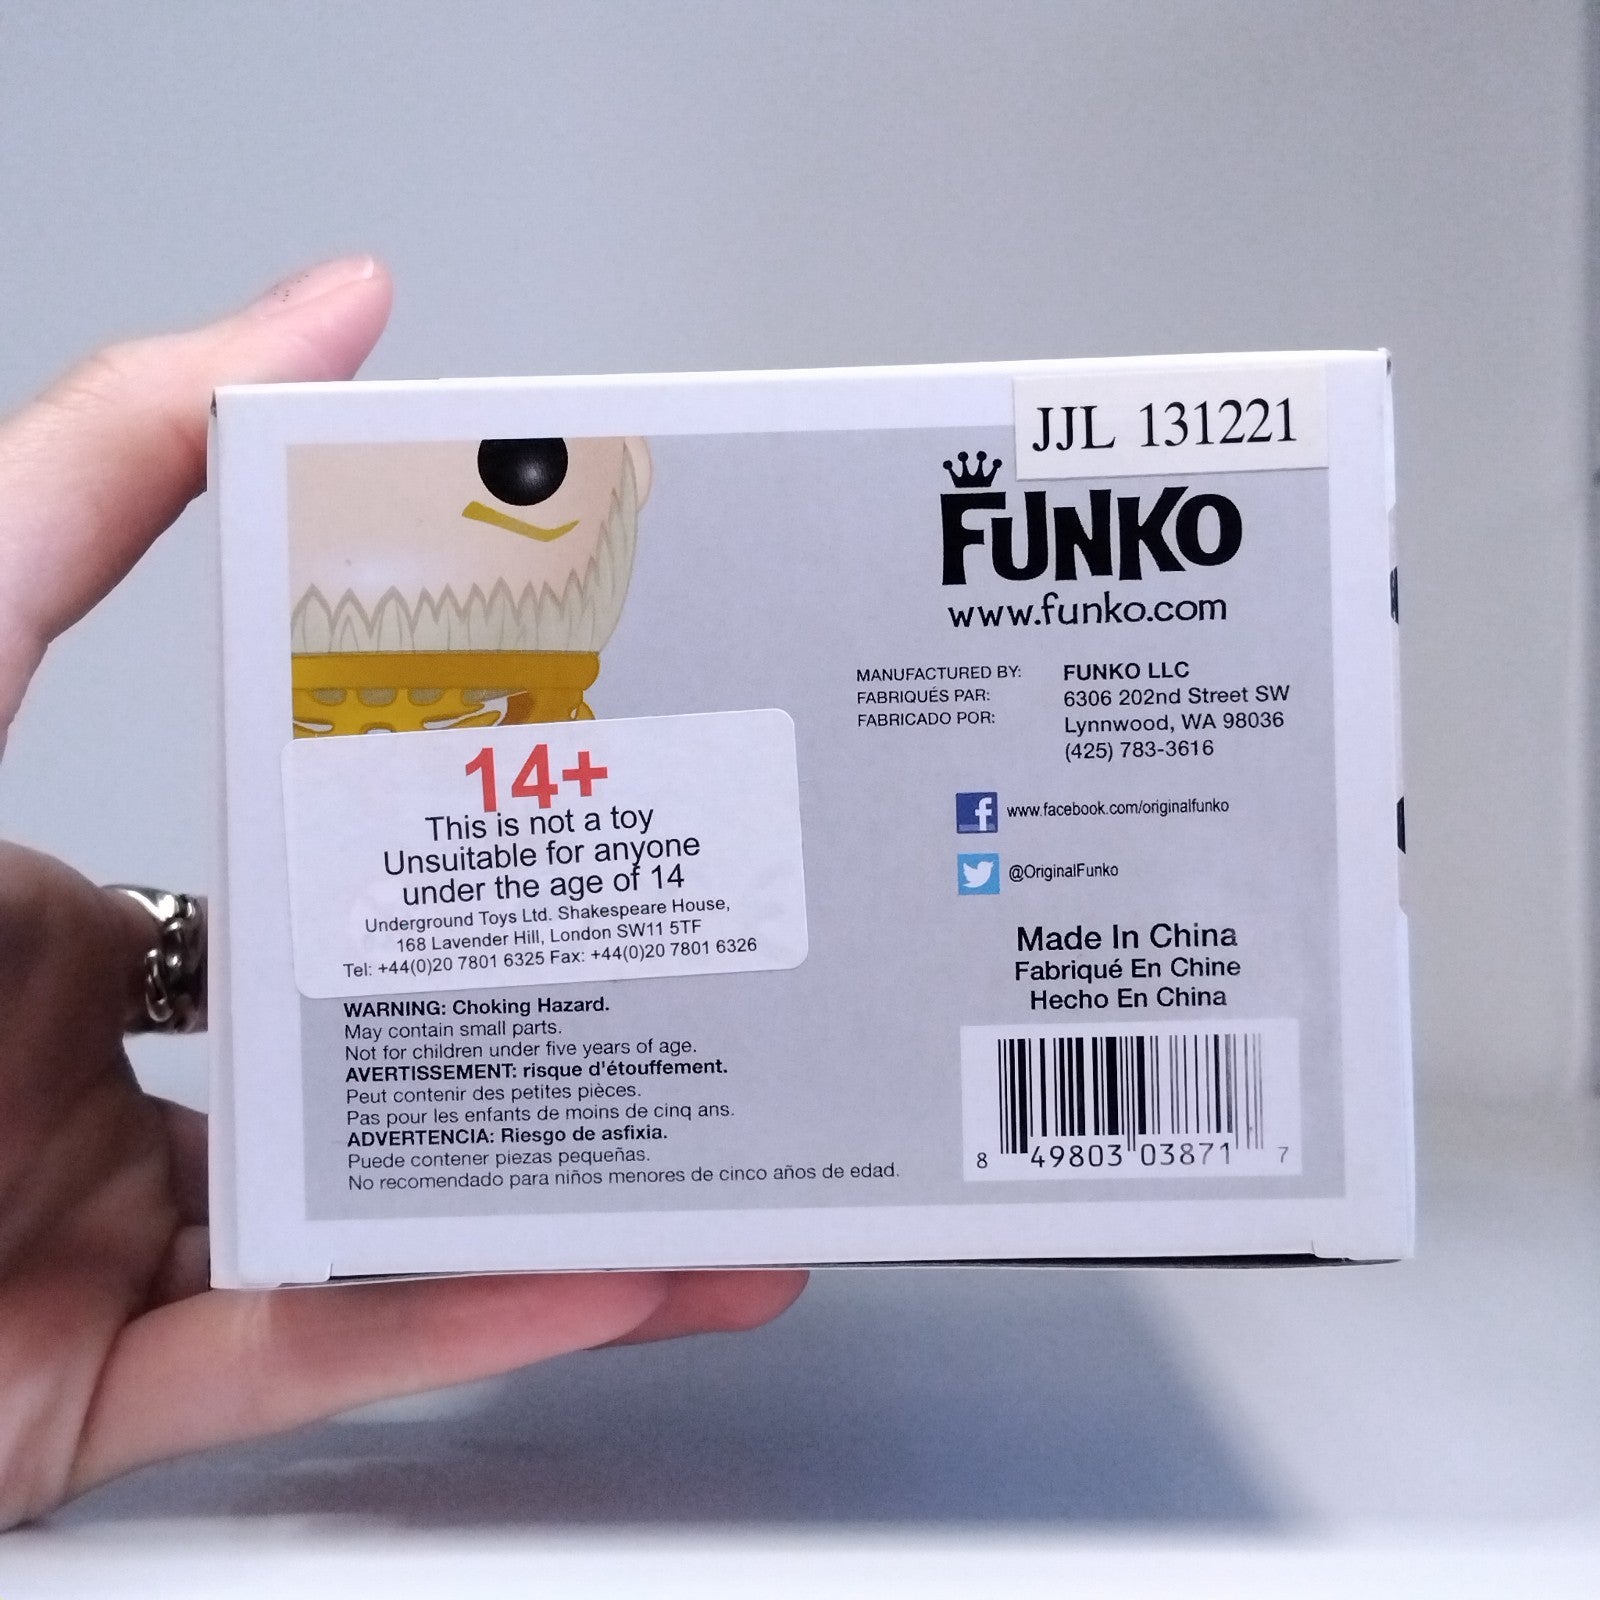 JJL 131221
FUNKO
www.funko.com
MANUFACTURED BY:
FABRIQUÉS PAR:
FABRICADO POR:
FUNKO LLC
6306 202nd Street SW
Lynnwood, WA 98036
(425) 783-3616
www.facebook.com/originalfunko
@OriginalFunko
Made In China
Fabriqué En Chine
Hecho En China
8 49803 03871 7
14+
This is not a toy
Unsuitable for anyone
under the age of 14
Underground Toys Ltd. Shakespeare House,
168 Lavender Hill, London SW11 5TF
Tel: +44(0)20 7801 6325 Fax: +44(0)20 7801 6326
WARNING: Choking Hazard.
May contain small parts.
Not for children under five years of age.
AVERTISSEMENT: risque d'étouffement.
Peut contenir des petites pièces.
Pas pour les enfants de moins de cinq ans.
ADVERTENCIA: Riesgo de asfixia.
Puede contener piezas pequeñas.
No recomendado para niños menores de cinco años de edad.